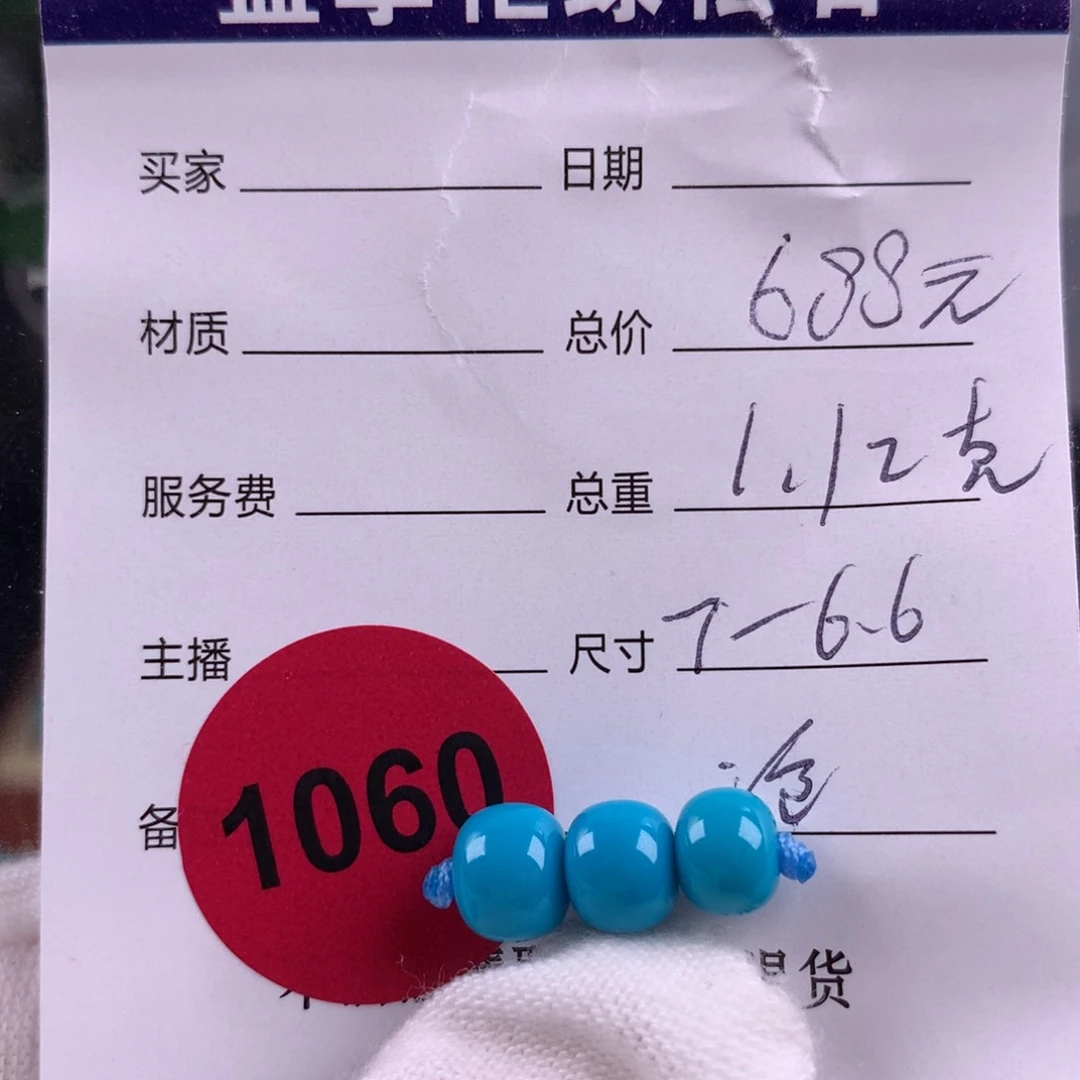 买家 日期
材质 总价 688元
服务费 总重 1.12克
主播 尺寸 7-6.6
1060
备
货